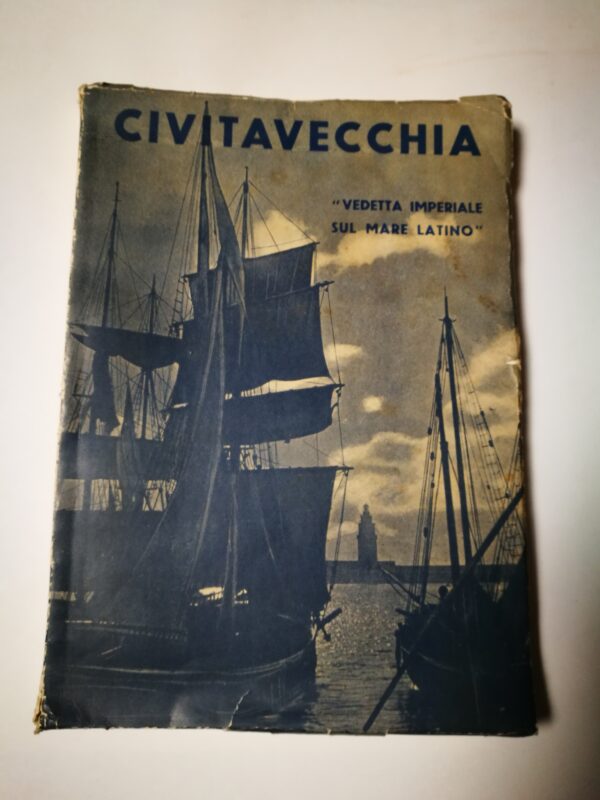 CIVITAVECCHIA
"VEDETTA IMPERIALE
SUL MARE LATINO"